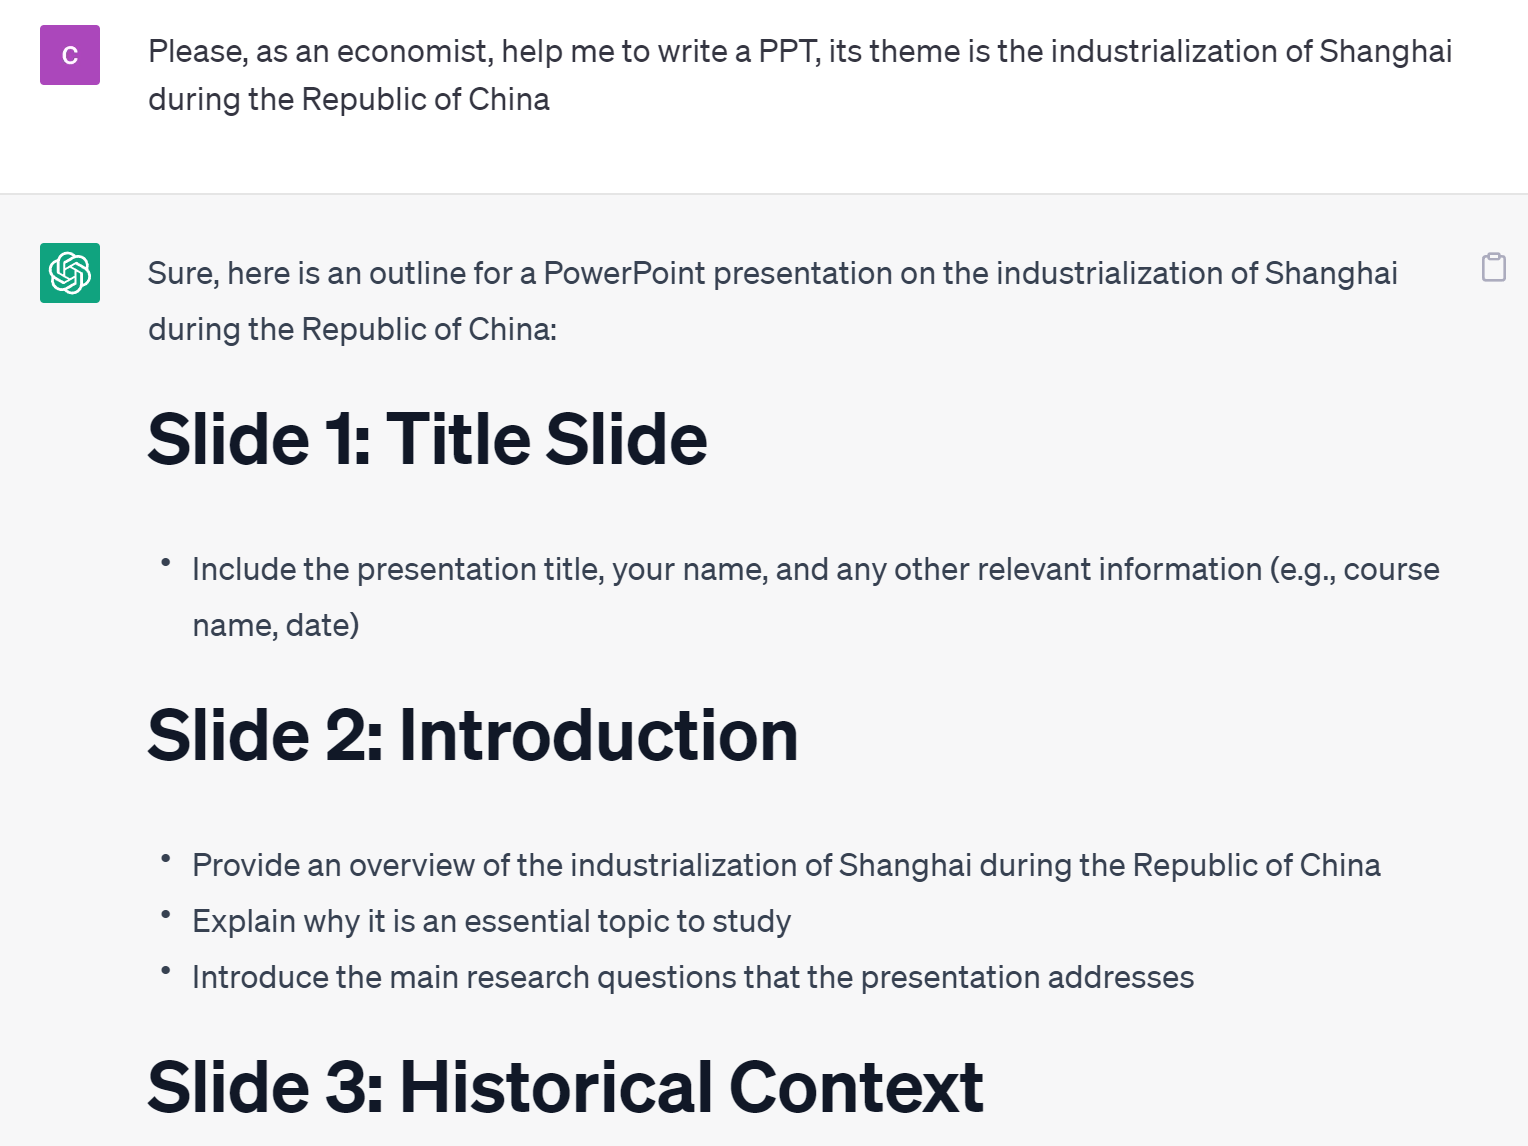 C
Please, as an economist, help me to write a PPT, its theme is the industrialization of Shanghai
during the Republic of China
Sure, here is an outline for a PowerPoint presentation on the industrialization of Shanghai
during the Republic of China:
Slide 1: Title Slide
• Include the presentation title, your name, and any other relevant information (e.g., course
name, date)
Slide 2: Introduction
• Provide an overview of the industrialization of Shanghai during the Republic of China
• Explain why it is an essential topic to study
• Introduce the main research questions that the presentation addresses
Slide 3: Historical Context